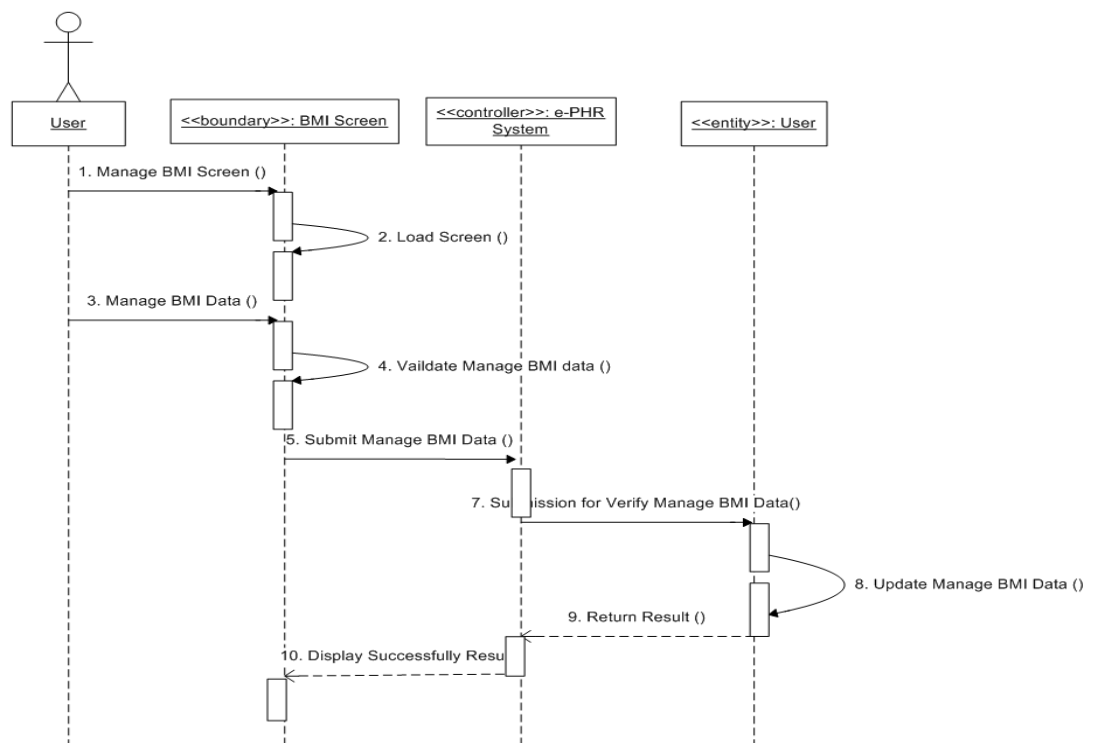 User
<<boundary>>: BMI Screen
<<controller>>: e-PHR
System
<<entity>>: User
1. Manage BMI Screen ()
2. Load Screen ()
3. Manage BMI Data ()
4. Vaildate Manage BMI data ()
5. Submit Manage BMI Data ()
7. Su ission for Verify Manage BMI Data()
8. Update Manage BMI Data ()
9. Return Result ()
10. Display Successfully Resu